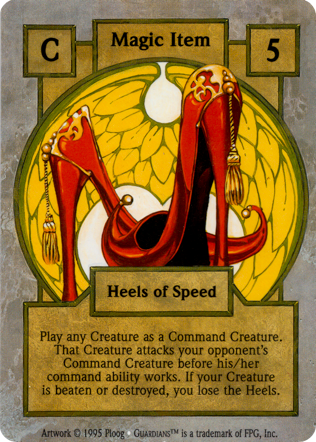 C
Magic Item
5
Heels of Speed
Play any Creature as a Command Creature.
That Creature attacks your opponent's
Command Creature before his/her
command ability works. If your Creature
is beaten or destroyed, you lose the Heels.
Artwork © 1995 Ploog • GUARDIANS™ is a trademark of FPG, Inc.